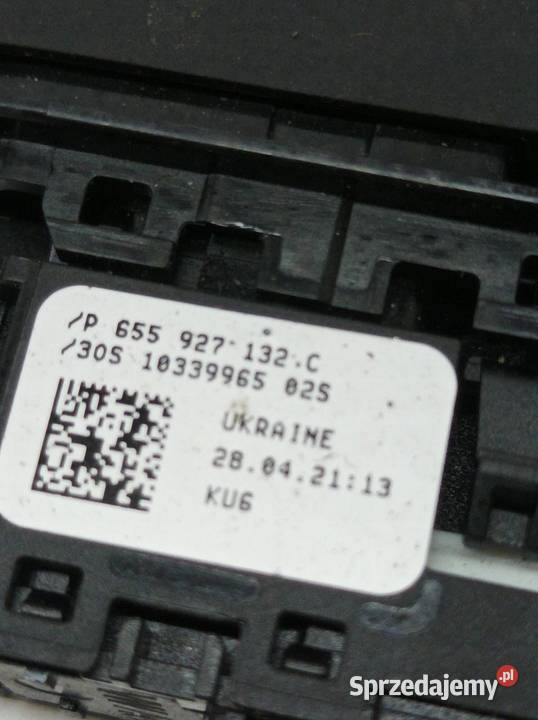 /P 655 927 132.C
/30S 10339965 02S
UKRAINE
28.04.21:13
KU6
Sprzedajemy.pl